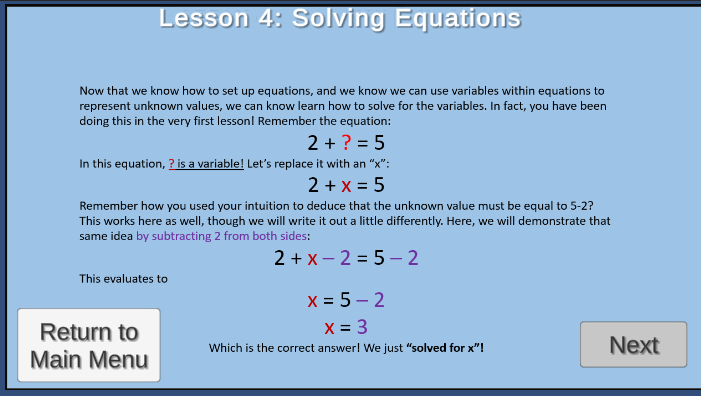 Lesson 4: Solving Equations
Now that we know how to set up equations, and we know we can use variables within equations to
represent unknown values, we can know learn how to solve for the variables. In fact, you have been
doing this in the very first lesson! Remember the equation:
2 + ? = 5
In this equation, ? is a variable! Let’s replace it with an “x”:
2 + x = 5
Remember how you used your intuition to deduce that the unknown value must be equal to 5-2?
This works here as well, though we will write it out a little differently. Here, we will demonstrate that
same idea by subtracting 2 from both sides:
2 + x – 2 = 5 – 2
This evaluates to
x = 5 – 2
x = 3
Which is the correct answer! We just “solved for x”!
Return to
Main Menu
Next